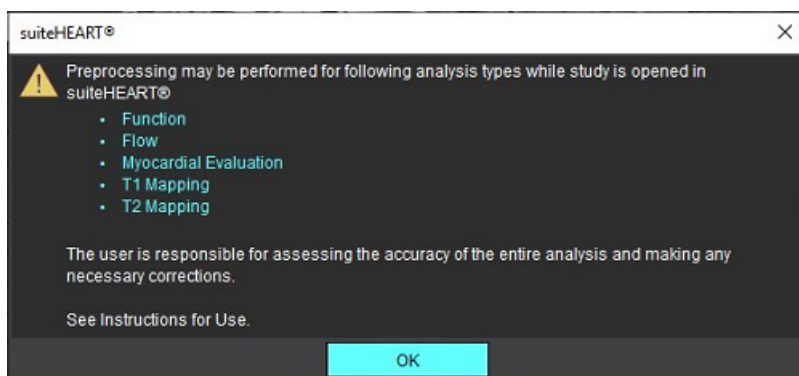 suiteHEART®
Preprocessing may be performed for following analysis types while study is opened in
suiteHEART®
• Function
• Flow
• Myocardial Evaluation
• T1 Mapping
• T2 Mapping
The user is responsible for assessing the accuracy of the entire analysis and making any
necessary corrections.
See Instructions for Use.
OK